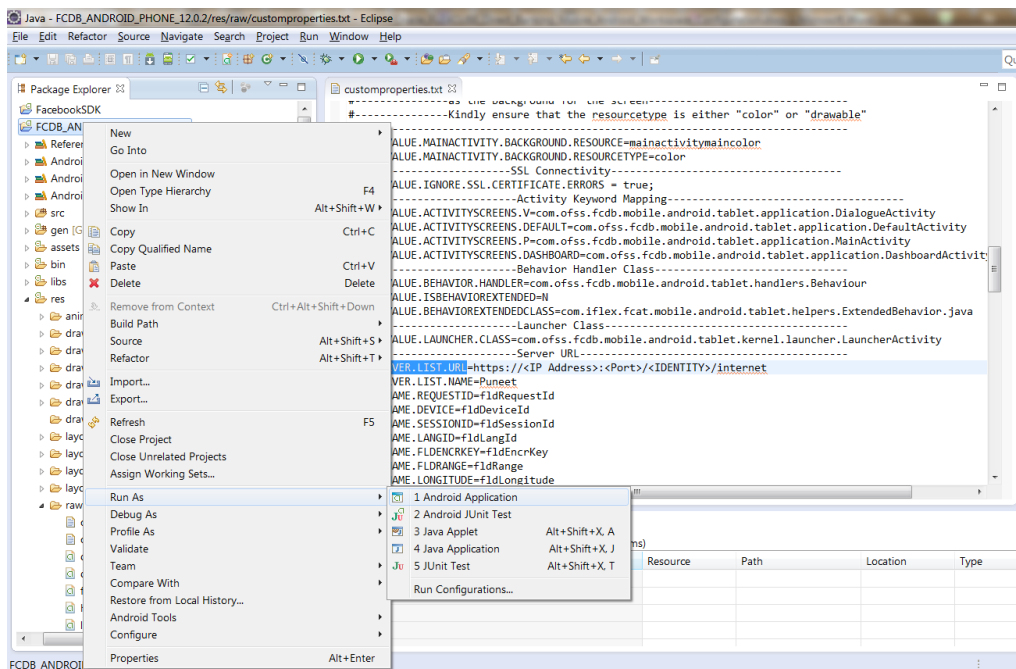 Java - FCDB_ANDROID_PHONE_12.0.2/res/raw/customproperties.txt - Eclipse
File Edit Refactor Source Navigate Search Project Run Window Help
Package Explorer
FacebookSDK
FCDB_AN
Referen
Androi
Androi
Androi
src
gen [G
assets
bin
libs
res
anim
dra
dra
dra
dra
dra
dra
dra
layo
layo
layo
layo
raw
New
Go Into
Open in New Window
Open Type Hierarchy F4
Show In Alt+Shift+W
Copy Ctrl+C
Copy Qualified Name
Paste Ctrl+V
Delete Delete
Remove from Context Ctrl+Alt+Shift+Down
Build Path
Source Alt+Shift+S
Refactor Alt+Shift+T
Import...
Export...
Refresh F5
Close Project
Close Unrelated Projects
Assign Working Sets...
Run As
Debug As
Profile As
Validate
Team
Compare With
Restore from Local History...
Android Tools
Configure
Properties Alt+Enter
1 Android Application
2 Android JUnit Test
3 Java Applet Alt+Shift+X, A
4 Java Application Alt+Shift+X, J
5 JUnit Test Alt+Shift+X, T
Run Configurations...
customproperties.txt
#--------------as the background for the screen-----------------------------
#--------------Kindly ensure that the resourcetype is either "color" or "drawable"
ALUE.MAINACTIVITY.BACKGROUND.RESOURCE=mainactivitymaincolor
ALUE.MAINACTIVITY.BACKGROUND.RESOURCETYPE=color
------------------SSL Connectivity-----------------------------------
ALUE.IGNORE.SSL.CERTIFICATE.ERRORS = true;
-------------------Activity Keyword Mapping-----------------------------------
ALUE.ACTIVITYSCREENS.V=com.ofss.fcdb.mobile.android.tablet.application.DialogueActivity
ALUE.ACTIVITYSCREENS.DEFAULT=com.ofss.fcdb.mobile.android.tablet.application.DefaultActivity
ALUE.ACTIVITYSCREENS.P=com.ofss.fcdb.mobile.android.tablet.application.MainActivity
ALUE.ACTIVITYSCREENS.DASHBOARD=com.ofss.fcdb.mobile.android.tablet.application.DashboardActivit
-------------------Behavior Handler Class-----------------------------
ALUE.BEHAVIOR.HANDLER=com.ofss.fcdb.mobile.android.tablet.handlers.Behaviour
ALUE.ISBEHAVIOREXTENDED=N
ALUE.BEHAVIOREXTENDEDCLASS=com.iflex.fcat.mobile.android.tablet.helpers.ExtendedBehavior.java
-------------------Launcher Class-----------------------------------
ALUE.LAUNCHER.CLASS=com.ofss.fcdb.mobile.android.tablet.kernel.launcher.LauncherActivity
-------------------Server URL---------------------------------------
VER.LIST.URL=https://<IP Address>:<Port>/<IDENTITY>/internet
VER.LIST.NAME=Puneet
AME.REQUESTID=fldRequestId
AME.DEVICE=fldDeviceId
AME.SESSIONID=fldSessionId
AME.LANGID=fldLangId
AME.FLDENCRKEY=fldEncrKey
AME.FLDRANGE=fldRange
AME.LONGITUDE=fldLongitude
ms)
Resource Path Location Type
FCDB_ANDROI
Qu